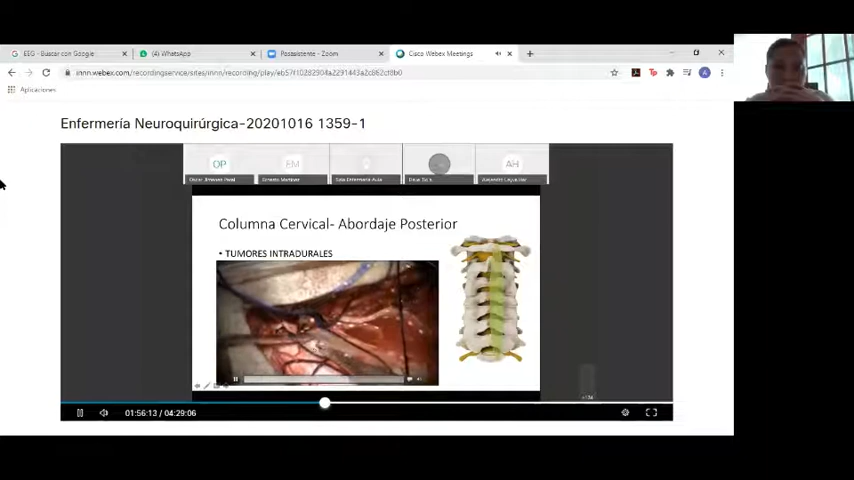 EEG - Buscar con Google
(4) WhatsApp
Zoom
Cisco Webex Meetings
Aplicaciones
Enfermería Neuroquirúrgica-20201016 1359-1
OP
EM
AH
Columna Cervical- Abordaje Posterior
• TUMORES INTRADURALES
01:56:13 / 04:29:06